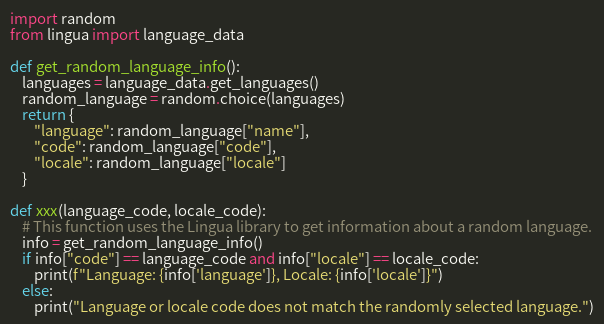 import random
from lingua import language_data

def get_random_language_info():
    languages = language_data.get_languages()
    random_language = random.choice(languages)
    return {
        "language": random_language["name"],
        "code": random_language["code"],
        "locale": random_language["locale"]
    }

def xxx(language_code, locale_code):
    # This function uses the Lingua library to get information about a random language.
    info = get_random_language_info()
    if info["code"] == language_code and info["locale"] == locale_code:
        print(f"Language: {info['language']}, Locale: {info['locale']}")
    else:
        print("Language or locale code does not match the randomly selected language.")